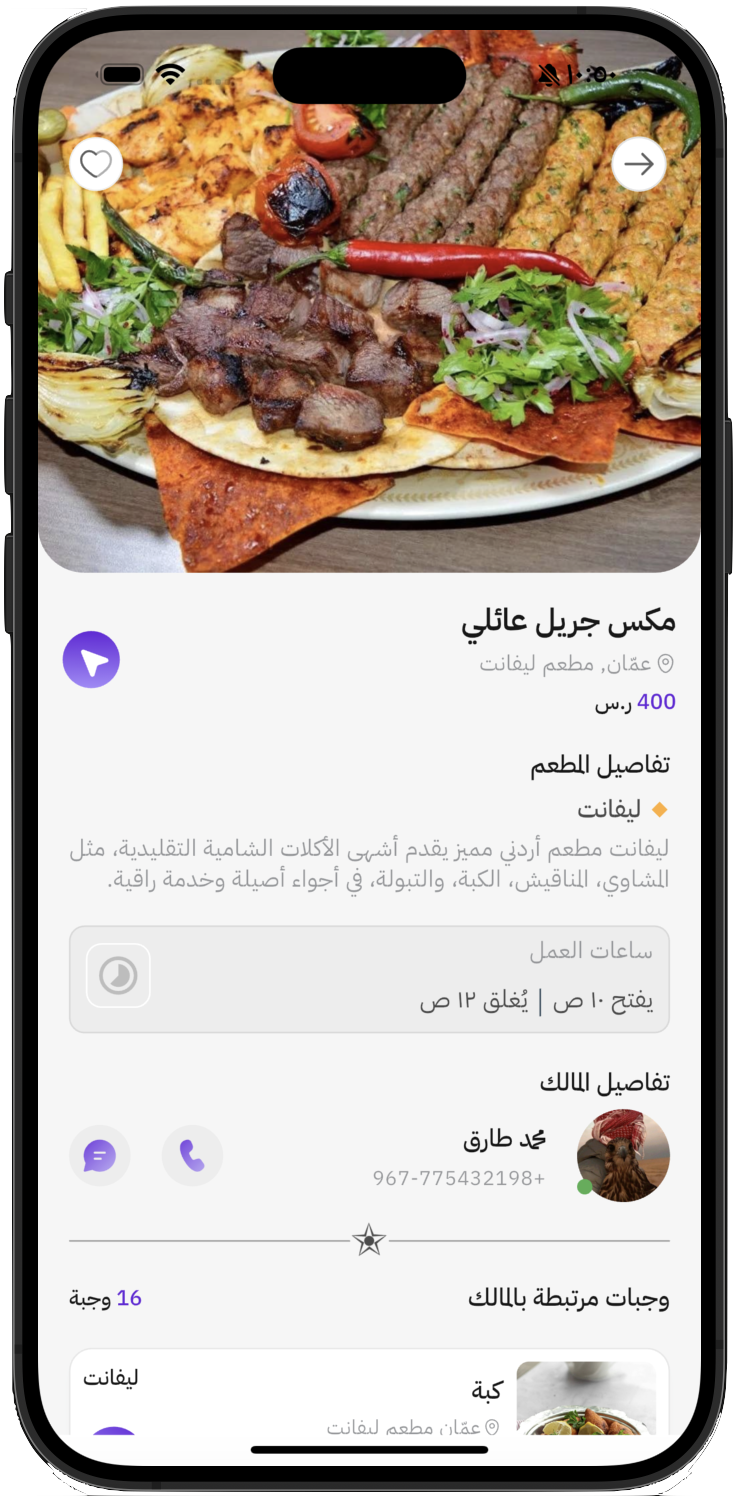 ١٠:٥٠
مكس جريل عائلي
عمّان, مطعم ليفانت
400 ر.س
تفاصيل المطعم
ليفانت
ليفانت مطعم أردني مميز يقدم أشهى الأكلات الشامية التقليدية، مثل
المشاوي، المناقيش، الكبة، والتبولة، في أجواء أصيلة وخدمة راقية.
ساعات العمل
يفتح ١٠ ص | يُغلق ١٢ ص
تفاصيل المالك
محمد طارق
967-775432198+
وجبات مرتبطة بالمالك
16 وجبة
كبة
ليفانت
عمّان مطعم ليفانت